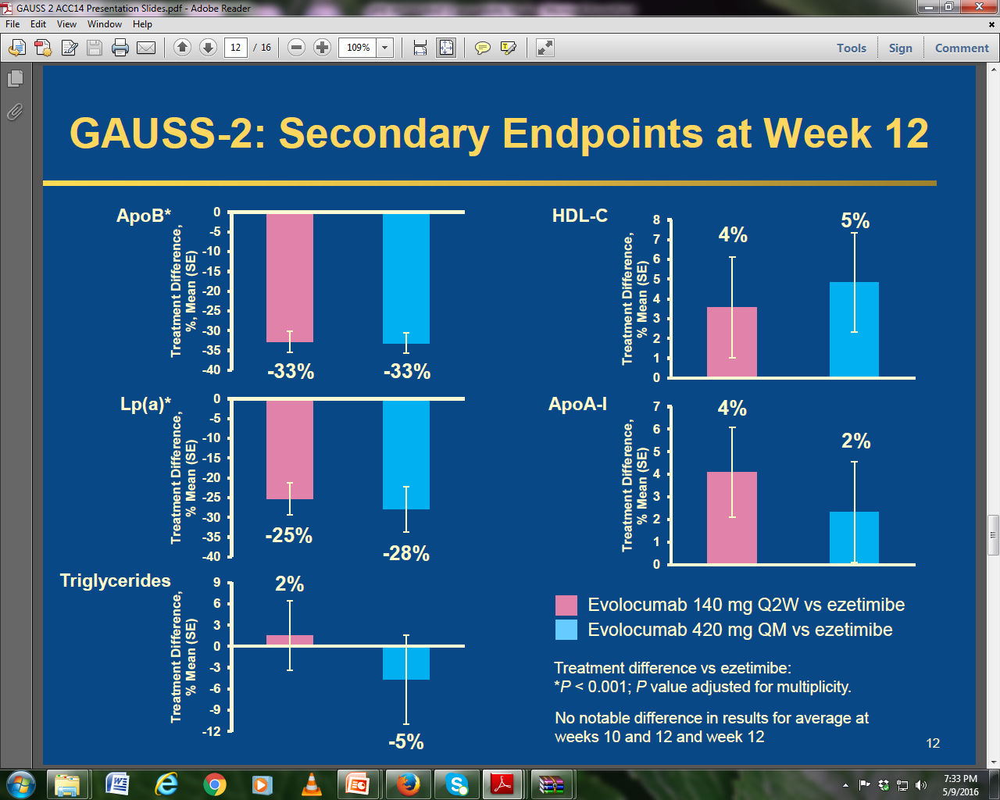 GAUSS 2 ACC14 Presentation Slides.pdf - Adobe Reader
File Edit View Window Help
12 / 16 109% Tools Sign Comment
GAUSS-2: Secondary Endpoints at Week 12
ApoB*
Treatment Difference,
%, Mean (SE)
0
-5
-10
-15
-20
-25
-30
-35
-40
-33% -33%
HDL-C
Treatment Difference,
% Mean (SE)
8
7
6
5
4
3
2
1
0
4% 5%
Lp(a)*
Treatment Difference,
% Mean (SE)
0
-5
-10
-15
-20
-25
-30
-35
-40
-25% -28%
ApoA-I
Treatment Difference,
% Mean (SE)
7
6
5
4
3
2
1
0
4% 2%
Triglycerides
Treatment Difference,
% Mean (SE)
9
6
3
0
-3
-6
-9
-12
2% -5%
Evolocumab 140 mg Q2W vs ezetimibe
Evolocumab 420 mg QM vs ezetimibe
Treatment difference vs ezetimibe:
*P < 0.001; P value adjusted for multiplicity.
No notable difference in results for average at
weeks 10 and 12 and week 12
12
7:33 PM
5/9/2016